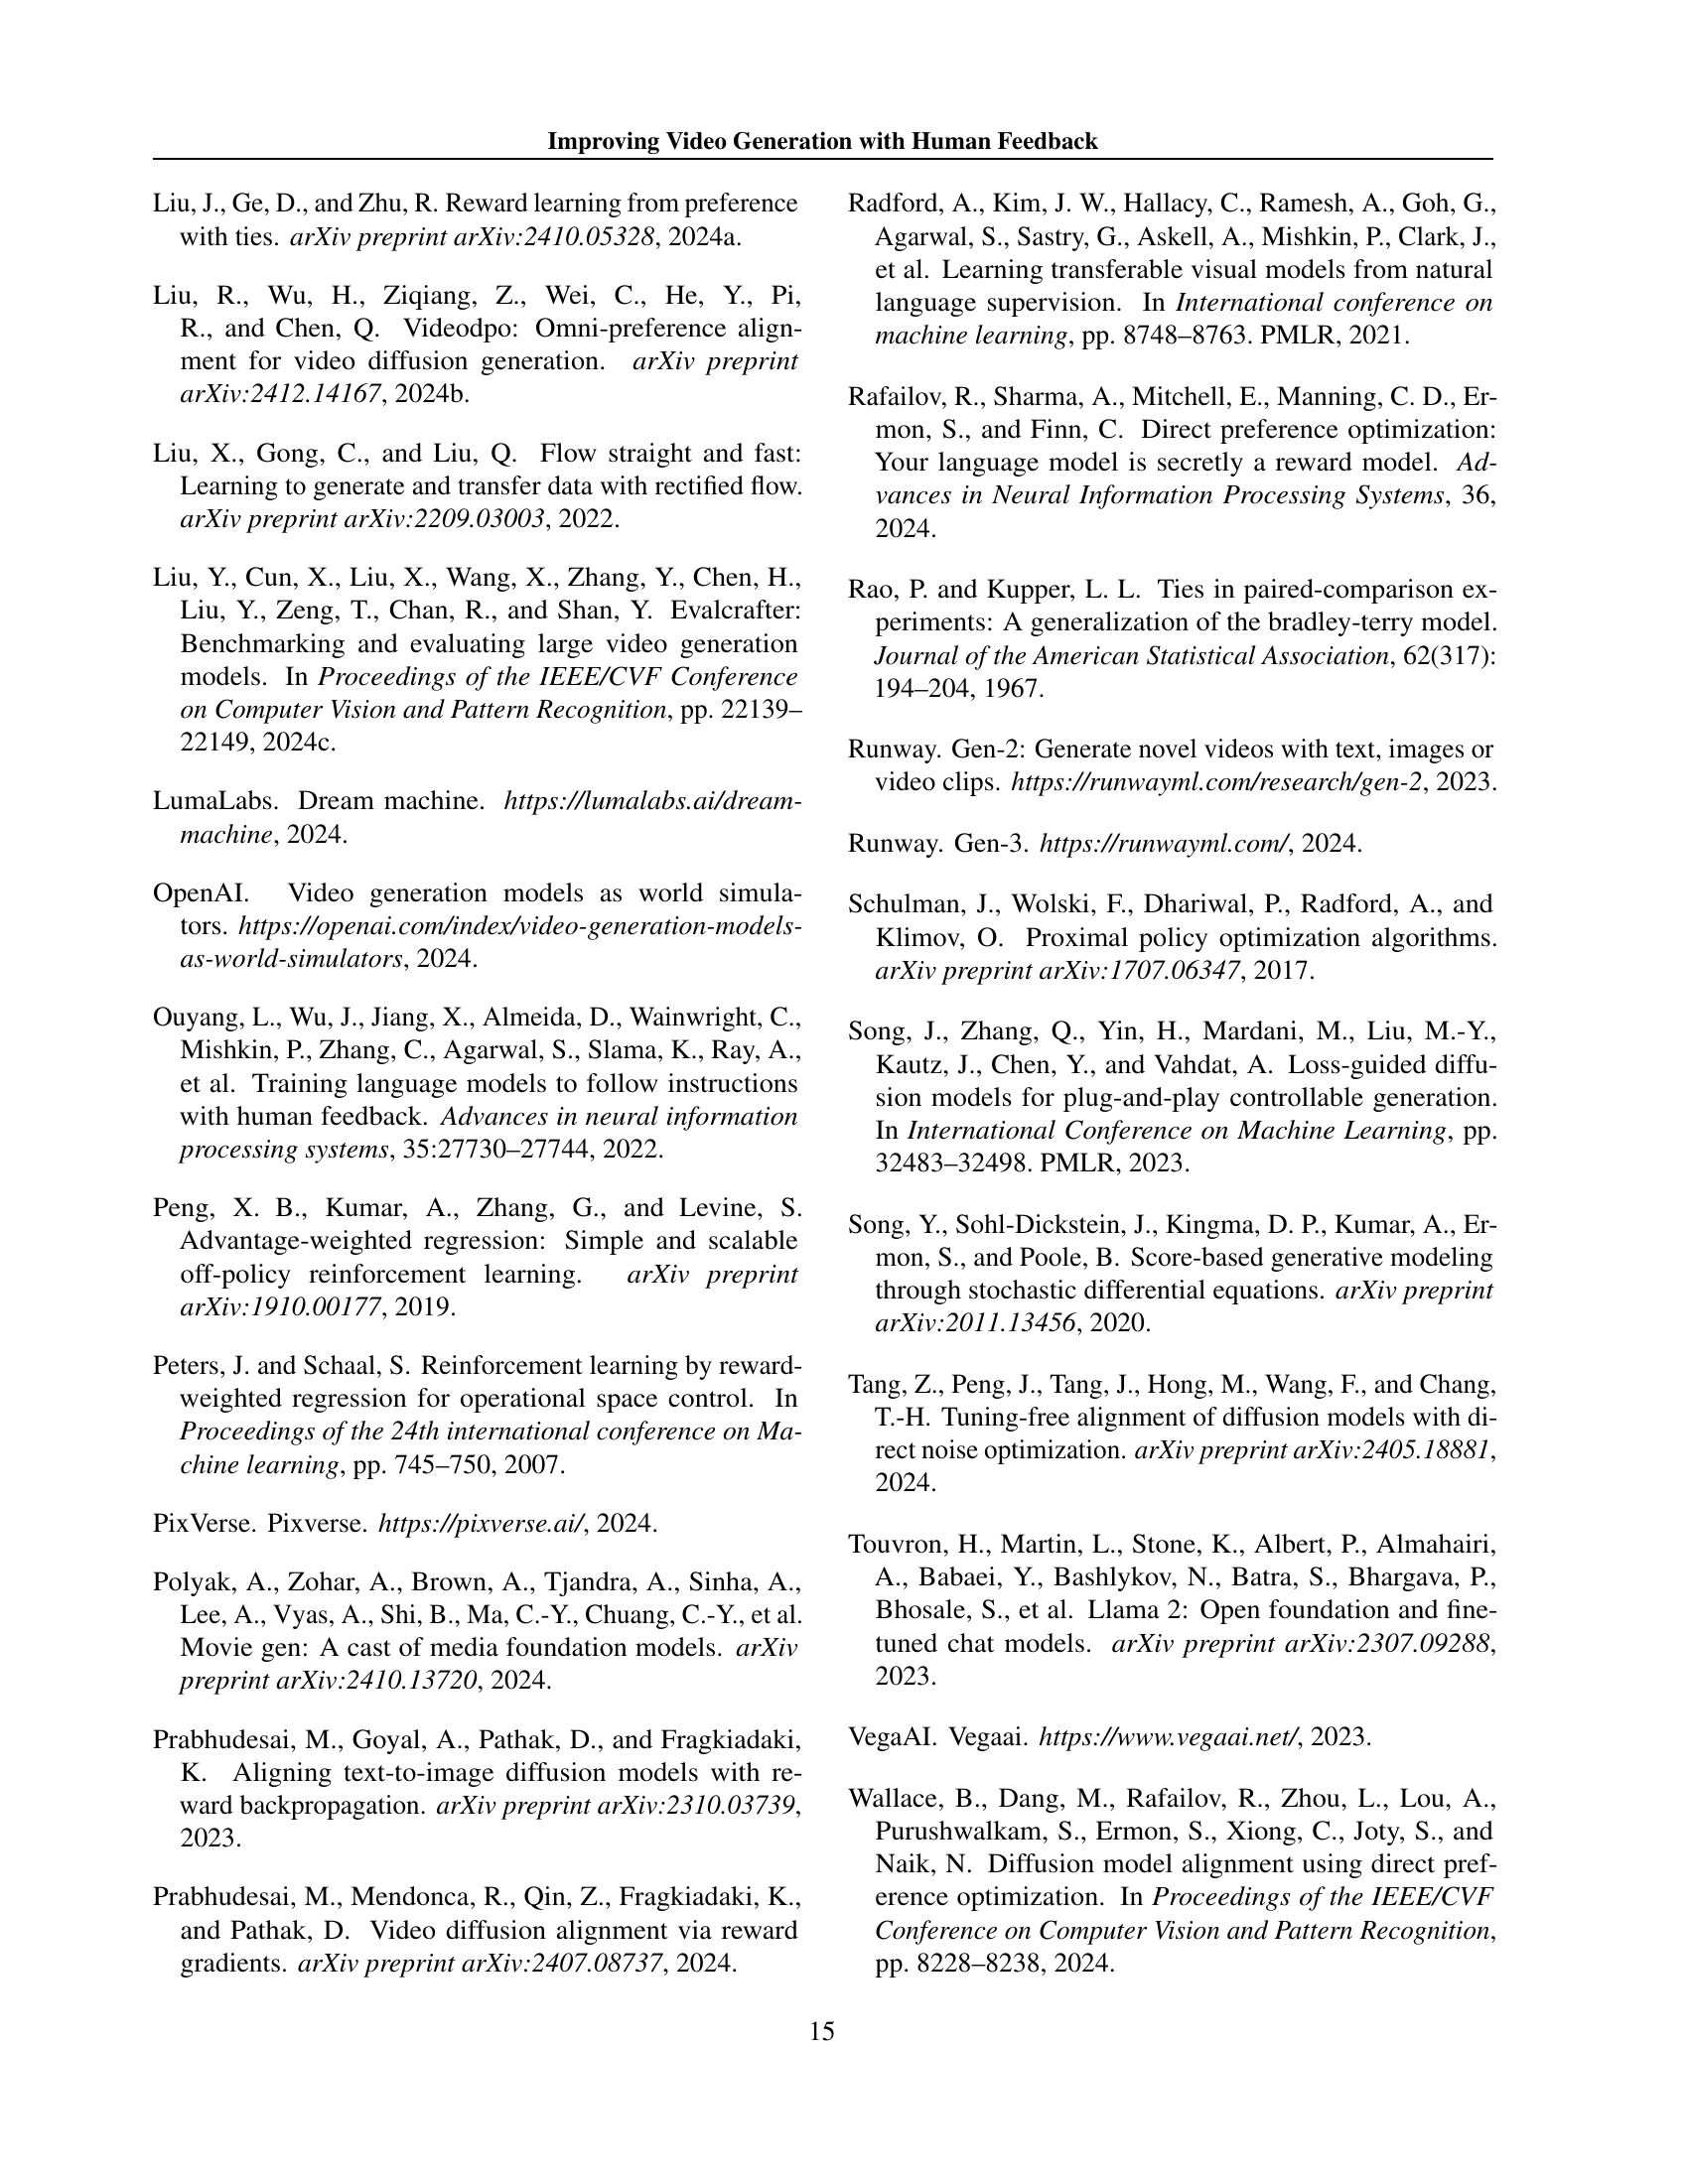 Improving Video Generation with Human Feedback
Liu, J., Ge, D., and Zhu, R. Reward learning from preference
with ties. arXiv preprint arXiv:2410.05328, 2024a.
Liu, R., Wu, H., Ziqiang, Z., Wei, C., He, Y., Pi,
R., and Chen, Q. Videodpo: Omni-preference align-
ment for video diffusion generation. arXiv preprint
arXiv:2412.14167, 2024b.
Liu, X., Gong, C., and Liu, Q. Flow straight and fast:
Learning to generate and transfer data with rectified flow.
arXiv preprint arXiv:2209.03003, 2022.
Liu, Y., Cun, X., Liu, X., Wang, X., Zhang, Y., Chen, H.,
Liu, Y., Zeng, T., Chan, R., and Shan, Y. Evalcrafter:
Benchmarking and evaluating large video generation
models. In Proceedings of the IEEE/CVF Conference
on Computer Vision and Pattern Recognition, pp. 22139–
22149, 2024c.
LumaLabs. Dream machine. https://lumalabs.ai/dream-
machine, 2024.
OpenAI. Video generation models as world simula-
tors. https://openai.com/index/video-generation-models-
as-world-simulators, 2024.
Ouyang, L., Wu, J., Jiang, X., Almeida, D., Wainwright, C.,
Mishkin, P., Zhang, C., Agarwal, S., Slama, K., Ray, A.,
et al. Training language models to follow instructions
with human feedback. Advances in neural information
processing systems, 35:27730–27744, 2022.
Peng, X. B., Kumar, A., Zhang, G., and Levine, S.
Advantage-weighted regression: Simple and scalable
off-policy reinforcement learning. arXiv preprint
arXiv:1910.00177, 2019.
Peters, J. and Schaal, S. Reinforcement learning by reward-
weighted regression for operational space control. In
Proceedings of the 24th international conference on Ma-
chine learning, pp. 745–750, 2007.
PixVerse. Pixverse. https://pixverse.ai/, 2024.
Polyak, A., Zohar, A., Brown, A., Tjandra, A., Sinha, A.,
Lee, A., Vyas, A., Shi, B., Ma, C.-Y., Chuang, C.-Y., et al.
Movie gen: A cast of media foundation models. arXiv
preprint arXiv:2410.13720, 2024.
Prabhudesai, M., Goyal, A., Pathak, D., and Fragkiadaki,
K. Aligning text-to-image diffusion models with re-
ward backpropagation. arXiv preprint arXiv:2310.03739,
2023.
Prabhudesai, M., Mendonca, R., Qin, Z., Fragkiadaki, K.,
and Pathak, D. Video diffusion alignment via reward
gradients. arXiv preprint arXiv:2407.08737, 2024.
Radford, A., Kim, J. W., Hallacy, C., Ramesh, A., Goh, G.,
Agarwal, S., Sastry, G., Askell, A., Mishkin, P., Clark, J.,
et al. Learning transferable visual models from natural
language supervision. In International conference on
machine learning, pp. 8748–8763. PMLR, 2021.
Rafailov, R., Sharma, A., Mitchell, E., Manning, C. D., Er-
mon, S., and Finn, C. Direct preference optimization:
Your language model is secretly a reward model. Ad-
vances in Neural Information Processing Systems, 36,
2024.
Rao, P. and Kupper, L. L. Ties in paired-comparison ex-
periments: A generalization of the bradley-terry model.
Journal of the American Statistical Association, 62(317):
194–204, 1967.
Runway. Gen-2: Generate novel videos with text, images or
video clips. https://runwayml.com/research/gen-2, 2023.
Runway. Gen-3. https://runwayml.com/, 2024.
Schulman, J., Wolski, F., Dhariwal, P., Radford, A., and
Klimov, O. Proximal policy optimization algorithms.
arXiv preprint arXiv:1707.06347, 2017.
Song, J., Zhang, Q., Yin, H., Mardani, M., Liu, M.-Y.,
Kautz, J., Chen, Y., and Vahdat, A. Loss-guided diffu-
sion models for plug-and-play controllable generation.
In International Conference on Machine Learning, pp.
32483–32498. PMLR, 2023.
Song, Y., Sohl-Dickstein, J., Kingma, D. P., Kumar, A., Er-
mon, S., and Poole, B. Score-based generative modeling
through stochastic differential equations. arXiv preprint
arXiv:2011.13456, 2020.
Tang, Z., Peng, J., Tang, J., Hong, M., Wang, F., and Chang,
T.-H. Tuning-free alignment of diffusion models with di-
rect noise optimization. arXiv preprint arXiv:2405.18881,
2024.
Touvron, H., Martin, L., Stone, K., Albert, P., Almahairi,
A., Babaei, Y., Bashlykov, N., Batra, S., Bhargava, P.,
Bhosale, S., et al. Llama 2: Open foundation and fine-
tuned chat models. arXiv preprint arXiv:2307.09288,
2023.
VegaAI. Vegaai. https://www.vegaai.net/, 2023.
Wallace, B., Dang, M., Rafailov, R., Zhou, L., Lou, A.,
Purushwalkam, S., Ermon, S., Xiong, C., Joty, S., and
Naik, N. Diffusion model alignment using direct pref-
erence optimization. In Proceedings of the IEEE/CVF
Conference on Computer Vision and Pattern Recognition,
pp. 8228–8238, 2024.
15